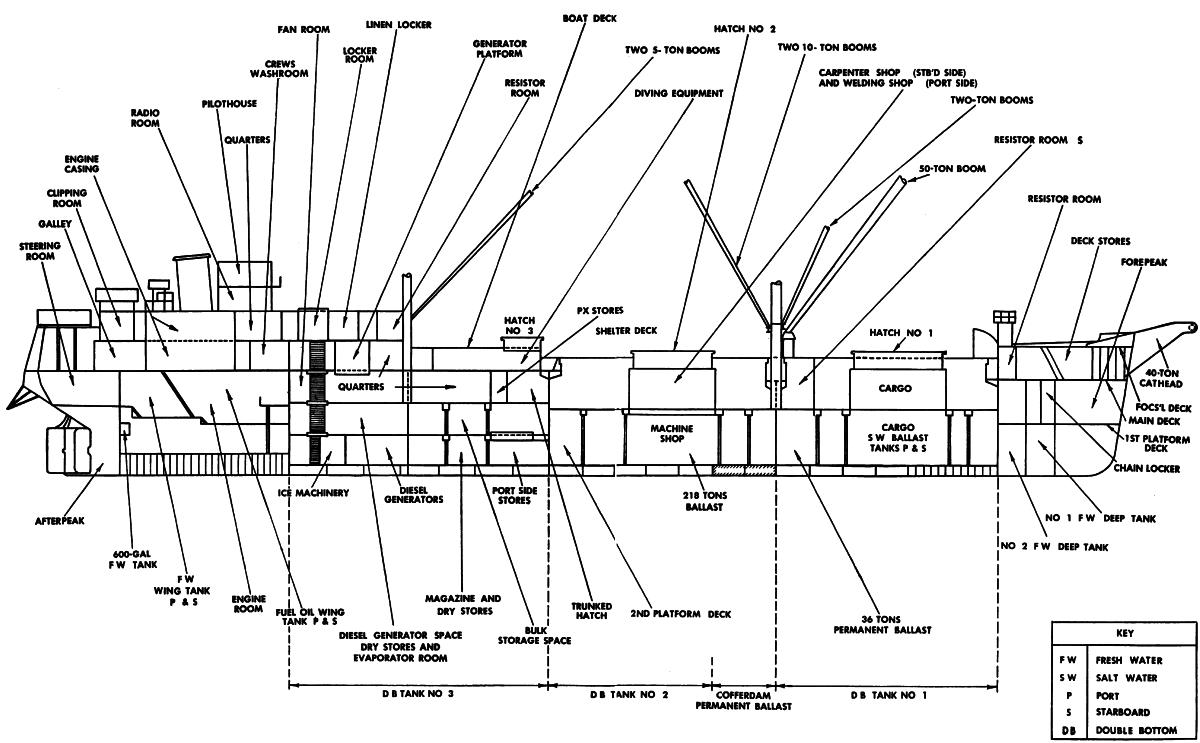 BOAT DECK
LINEN LOCKER
FAN ROOM
HATCH NO 2
LOCKER
ROOM
GENERATOR
PLATFORM
TWO 5- TON BOOMS
TWO 10- TON BOOMS
CREWS
WASHROOM
RESISTOR
ROOM
DIVING EQUIPMENT
CARPENTER SHOP (STB'D SIDE)
AND WELDING SHOP (PORT SIDE)
PILOTHOUSE
TWO-TON BOOMS
RADIO
ROOM
QUARTERS
RESISTOR ROOM S
ENGINE
CASING
50-TON BOOM
CLIPPING
ROOM
RESISTOR ROOM
GALLEY
STEERING
ROOM
DECK STORES
FOREPEAK
PX STORES
HATCH
NO 3
SHELTER DECK
HATCH NO 1
40-TON
CATHEAD
QUARTERS
CARGO
FOCS'L DECK
MAIN DECK
MACHINE
SHOP
CARGO
S W BALLAST
TANKS P & S
1ST PLATFORM
DECK
CHAIN LOCKER
ICE MACHINERY
DIESEL
GENERATORS
PORT SIDE
STORES
218 TONS
BALLAST
AFTERPEAK
NO 1 F W DEEP TANK
NO 2 F W DEEP TANK
600-GAL
F W TANK
F W
WING TANK
P & S
ENGINE
ROOM
FUEL OIL WING
TANK P & S
MAGAZINE AND
DRY STORES
TRUNKED
HATCH
2ND PLATFORM DECK
36 TONS
PERMANENT BALLAST
DIESEL GENERATOR SPACE
DRY STORES AND
EVAPORATOR ROOM
BULK
STORAGE SPACE
D B TANK NO 3
D B TANK NO 2
COFFERDAM
PERMANENT BALLAST
D B TANK NO 1
KEY
F W FRESH WATER
S W SALT WATER
P PORT
S STARBOARD
D B DOUBLE BOTTOM